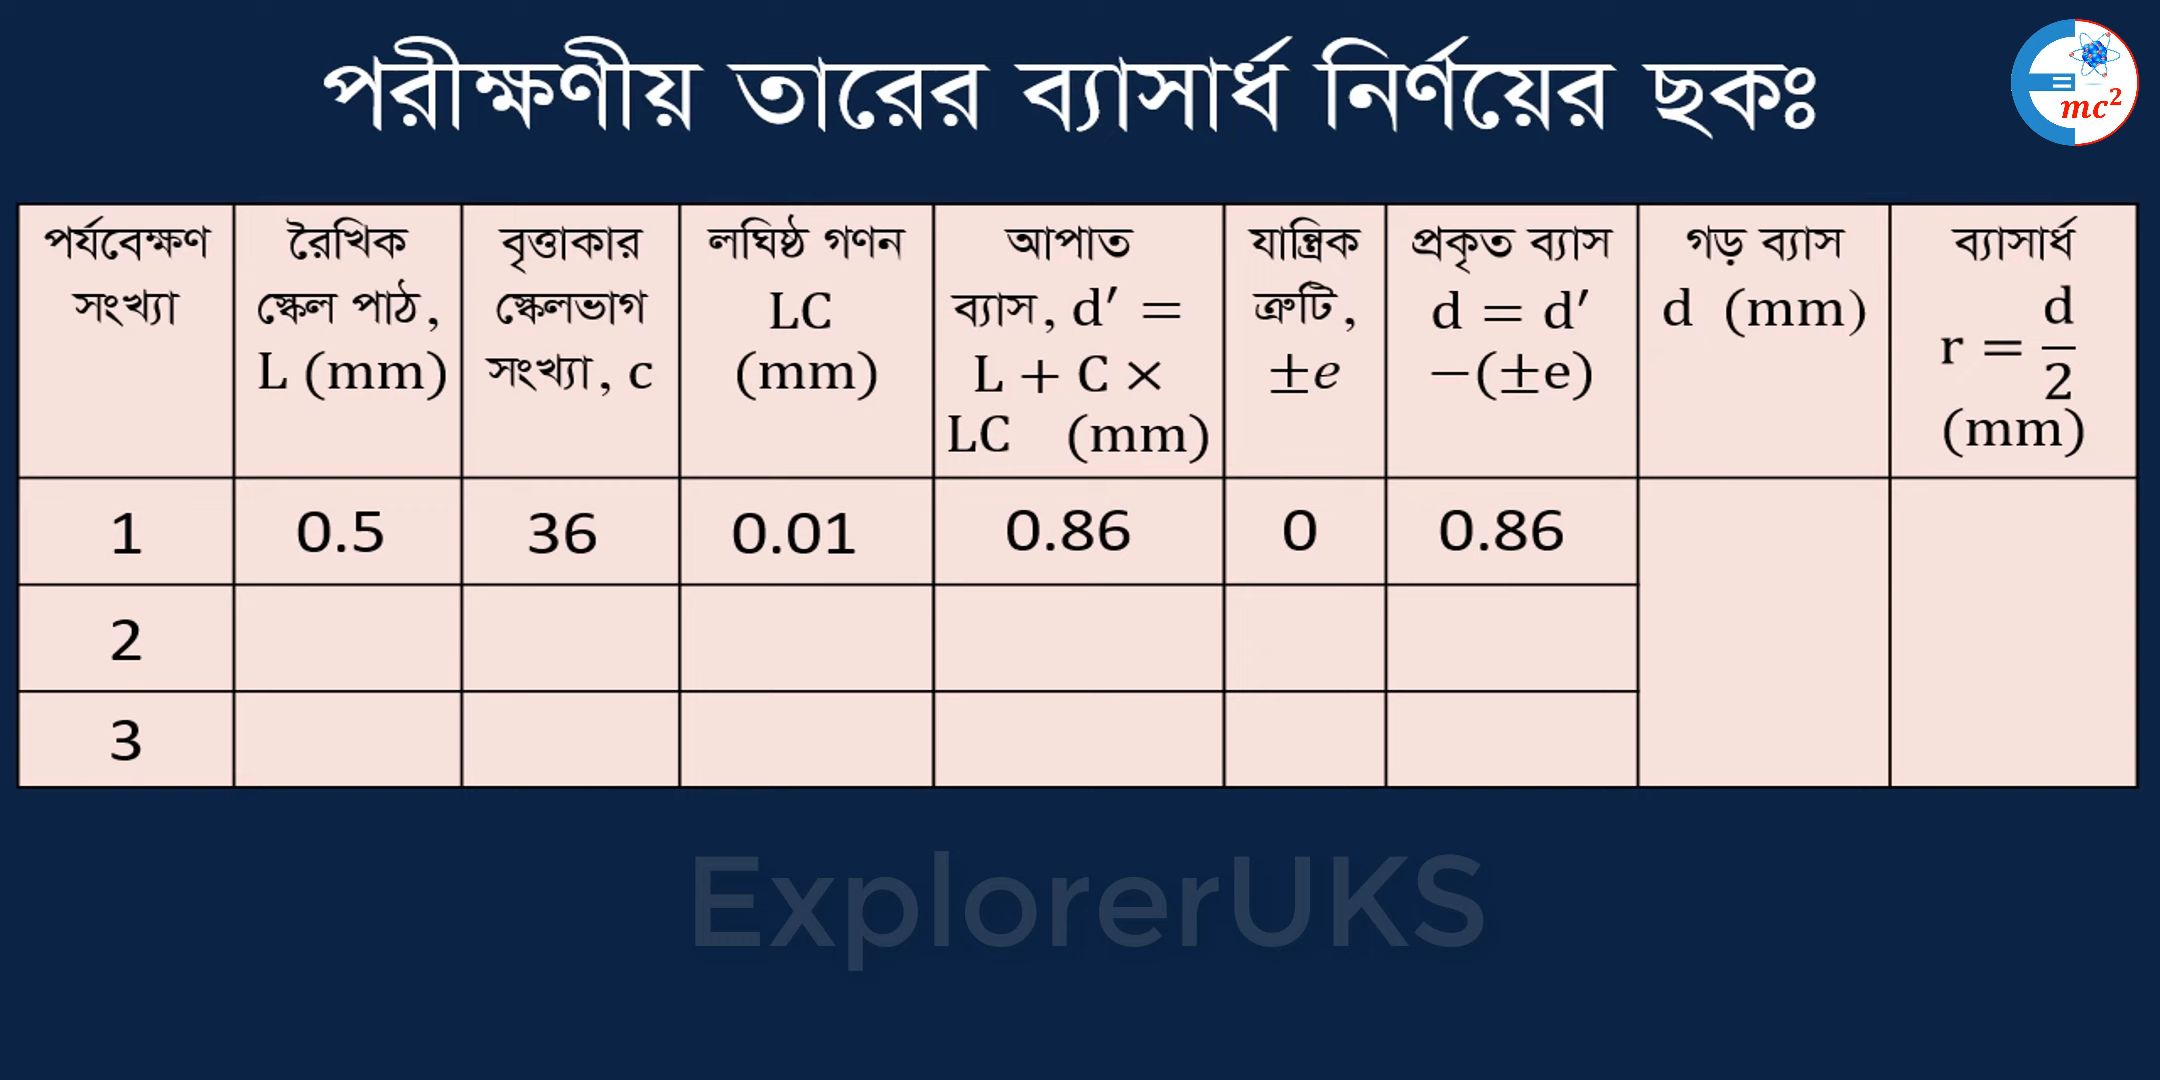 পরীক্ষণীয় তারের ব্যাসার্ধ নির্ণয়ের ছকঃ
E = mc²
পর্যবেক্ষণ
সংখ্যা
রৈখিক
স্কেল পাঠ,
L (mm)
বৃত্তাকার
স্কেলভাগ
সংখ্যা, c
লঘিষ্ঠ গণন
LC
(mm)
আপাত
ব্যাস, d′ =
L + C ×
LC (mm)
যান্ত্রিক
ত্রুটি,
±e
প্রকৃত ব্যাস
d = d′
−(±e)
গড় ব্যাস
d (mm)
ব্যাসার্ধ
r = d/2
(mm)
1 0.5 36 0.01 0.86 0 0.86
2
3
ExplorerUKS